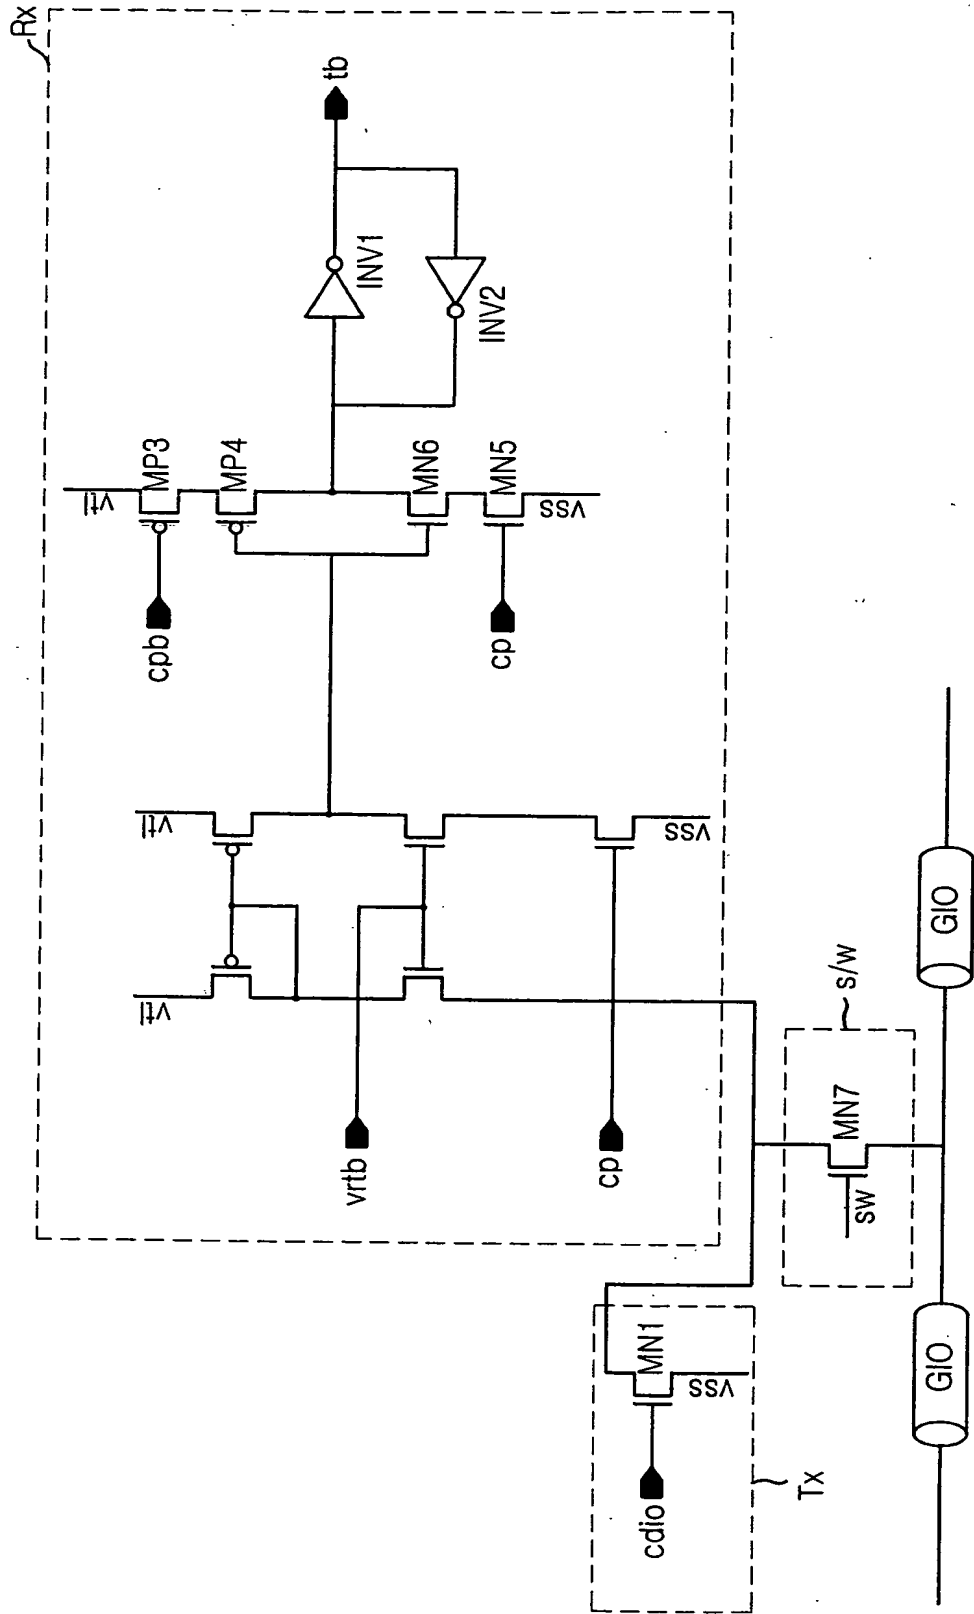 Rx
tb
INV1
INV2
vtl
MP3
MP4
MN6
MN5
vss
cpb
cp
vtl
vss
vtl
vrtb
cp
s/w
MN7
sw
GIO
GIO
MN1
vss
cdio
Tx